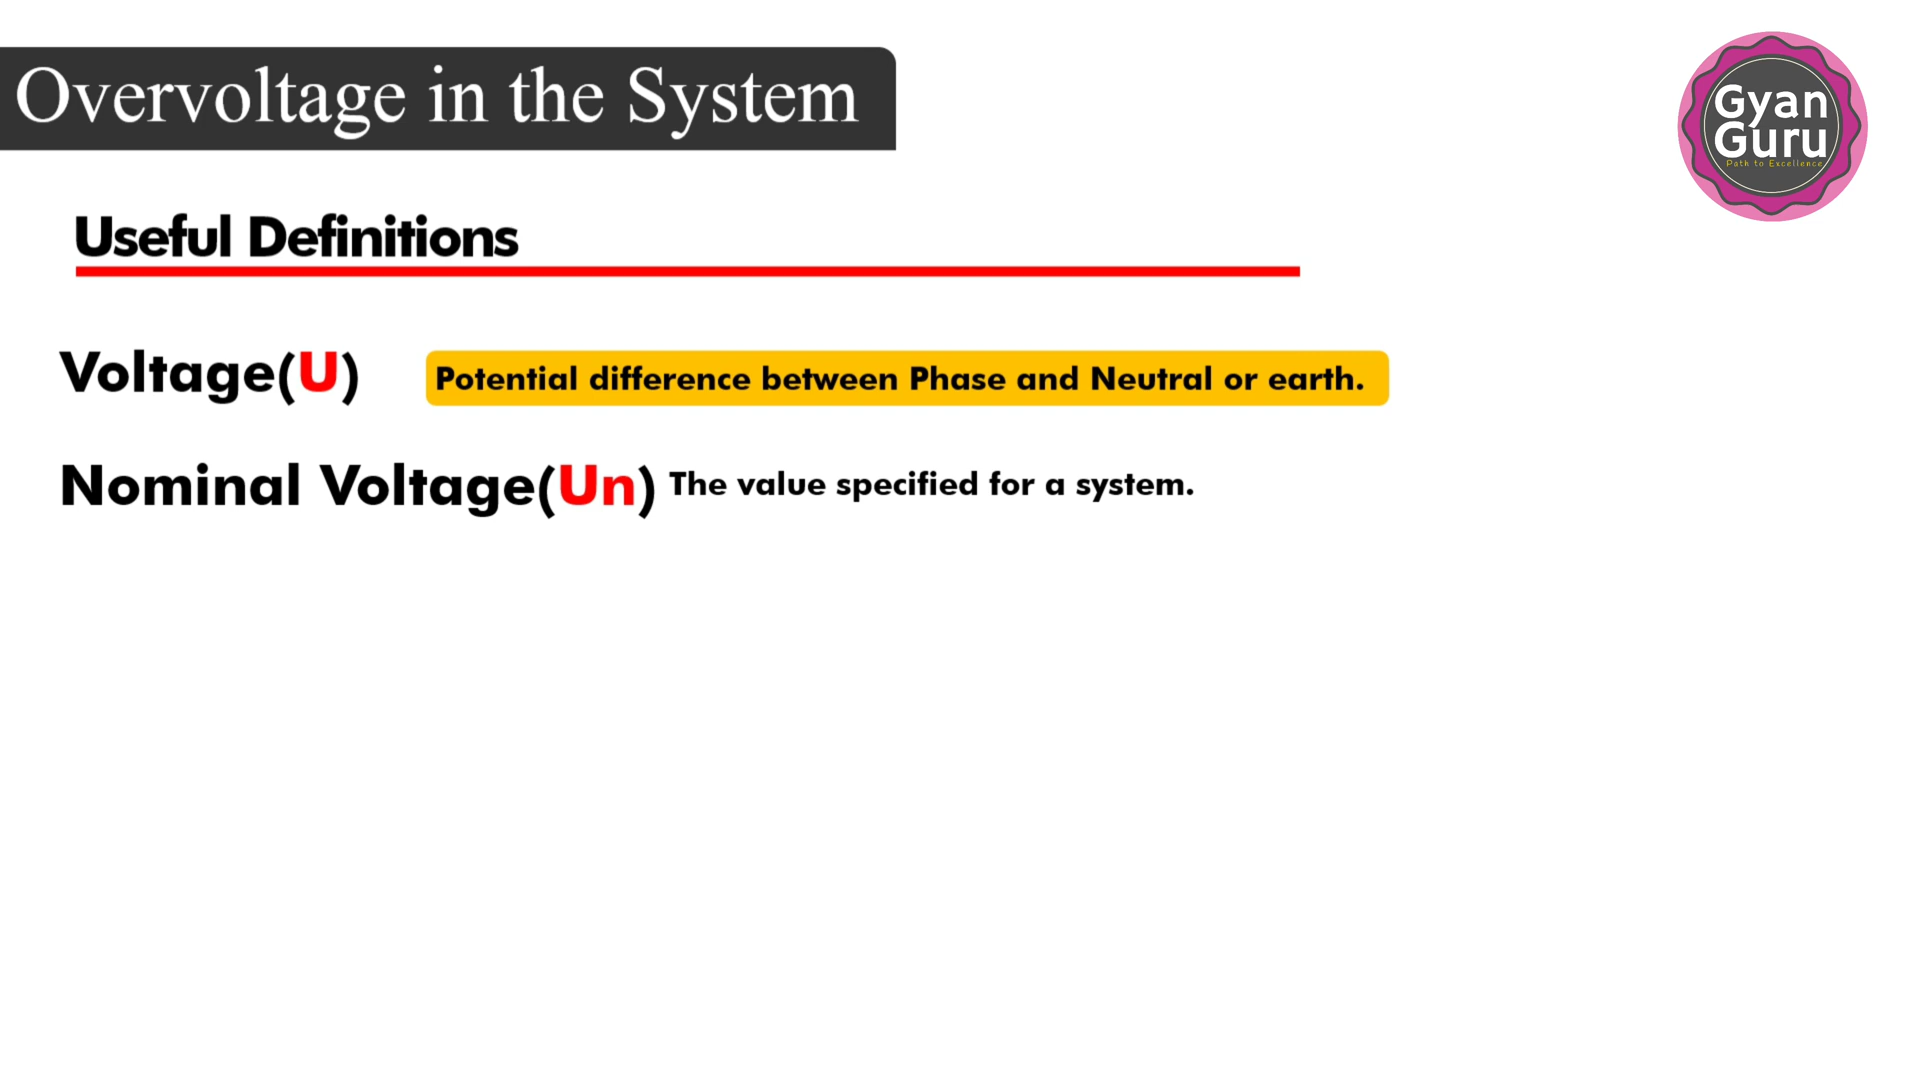 Overvoltage in the System
Gyan
Guru
Path to Excellence
Useful Definitions
Voltage(U) Potential difference between Phase and Neutral or earth.
Nominal Voltage(Un) The value specified for a system.